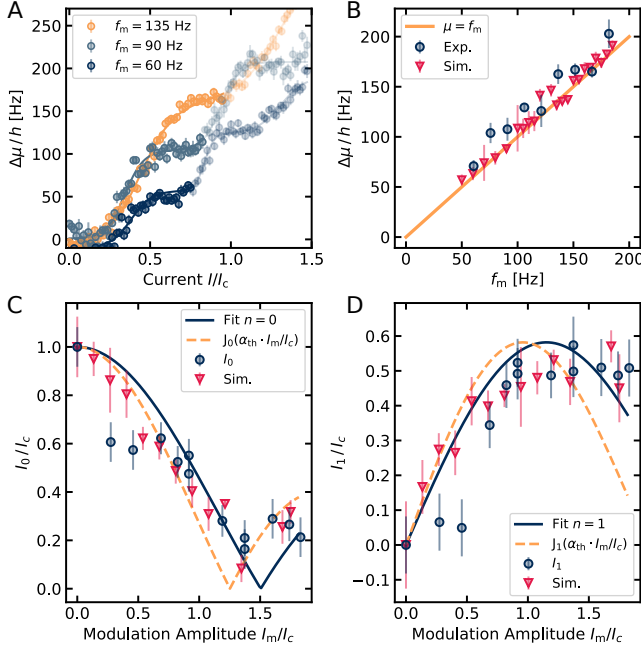 A
f_m = 135 Hz
f_m = 90 Hz
f_m = 60 Hz
Δμ/h [Hz]
250
200
150
100
50
0
0.0 0.5 1.0 1.5
Current I/I_c
B
μ = f_m
Exp.
Sim.
Δμ/h [Hz]
200
150
100
50
0
0 50 100 150 200
f_m [Hz]
C
Fit n = 0
J_0(α_th · I_m/I_c)
I_0
Sim.
I_0/I_c
1.0
0.8
0.6
0.4
0.2
0.0
0.0 0.5 1.0 1.5
Modulation Amplitude I_m/I_c
D
Fit n = 1
J_1(α_th · I_m/I_c)
I_1
Sim.
I_1/I_c
0.6
0.5
0.4
0.3
0.2
0.1
0.0
−0.1
0.0 0.5 1.0 1.5
Modulation Amplitude I_m/I_c